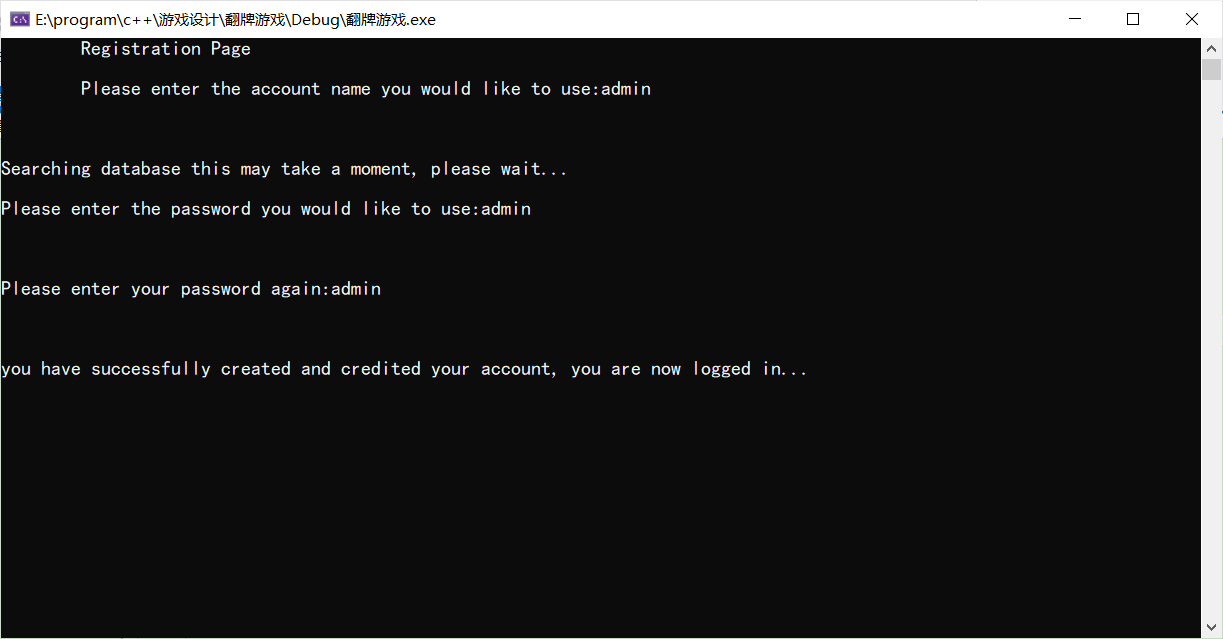 E:\program\c++\游戏设计\翻牌游戏\Debug\翻牌游戏.exe
Registration Page
Please enter the account name you would like to use:admin
Searching database this may take a moment, please wait...
Please enter the password you would like to use:admin
Please enter your password again:admin
you have successfully created and credited your account, you are now logged in...